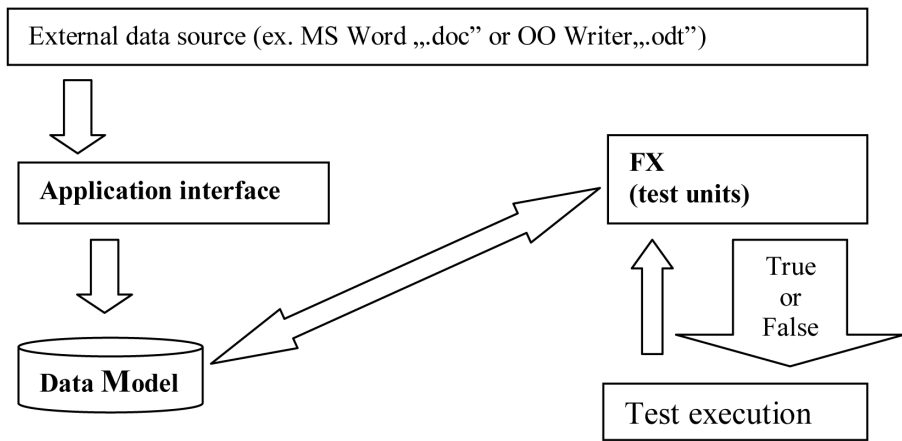 External data source (ex. MS Word „.doc” or OO Writer„.odt”)
Application interface
FX
(test units)
True
or
False
Data Model
Test execution